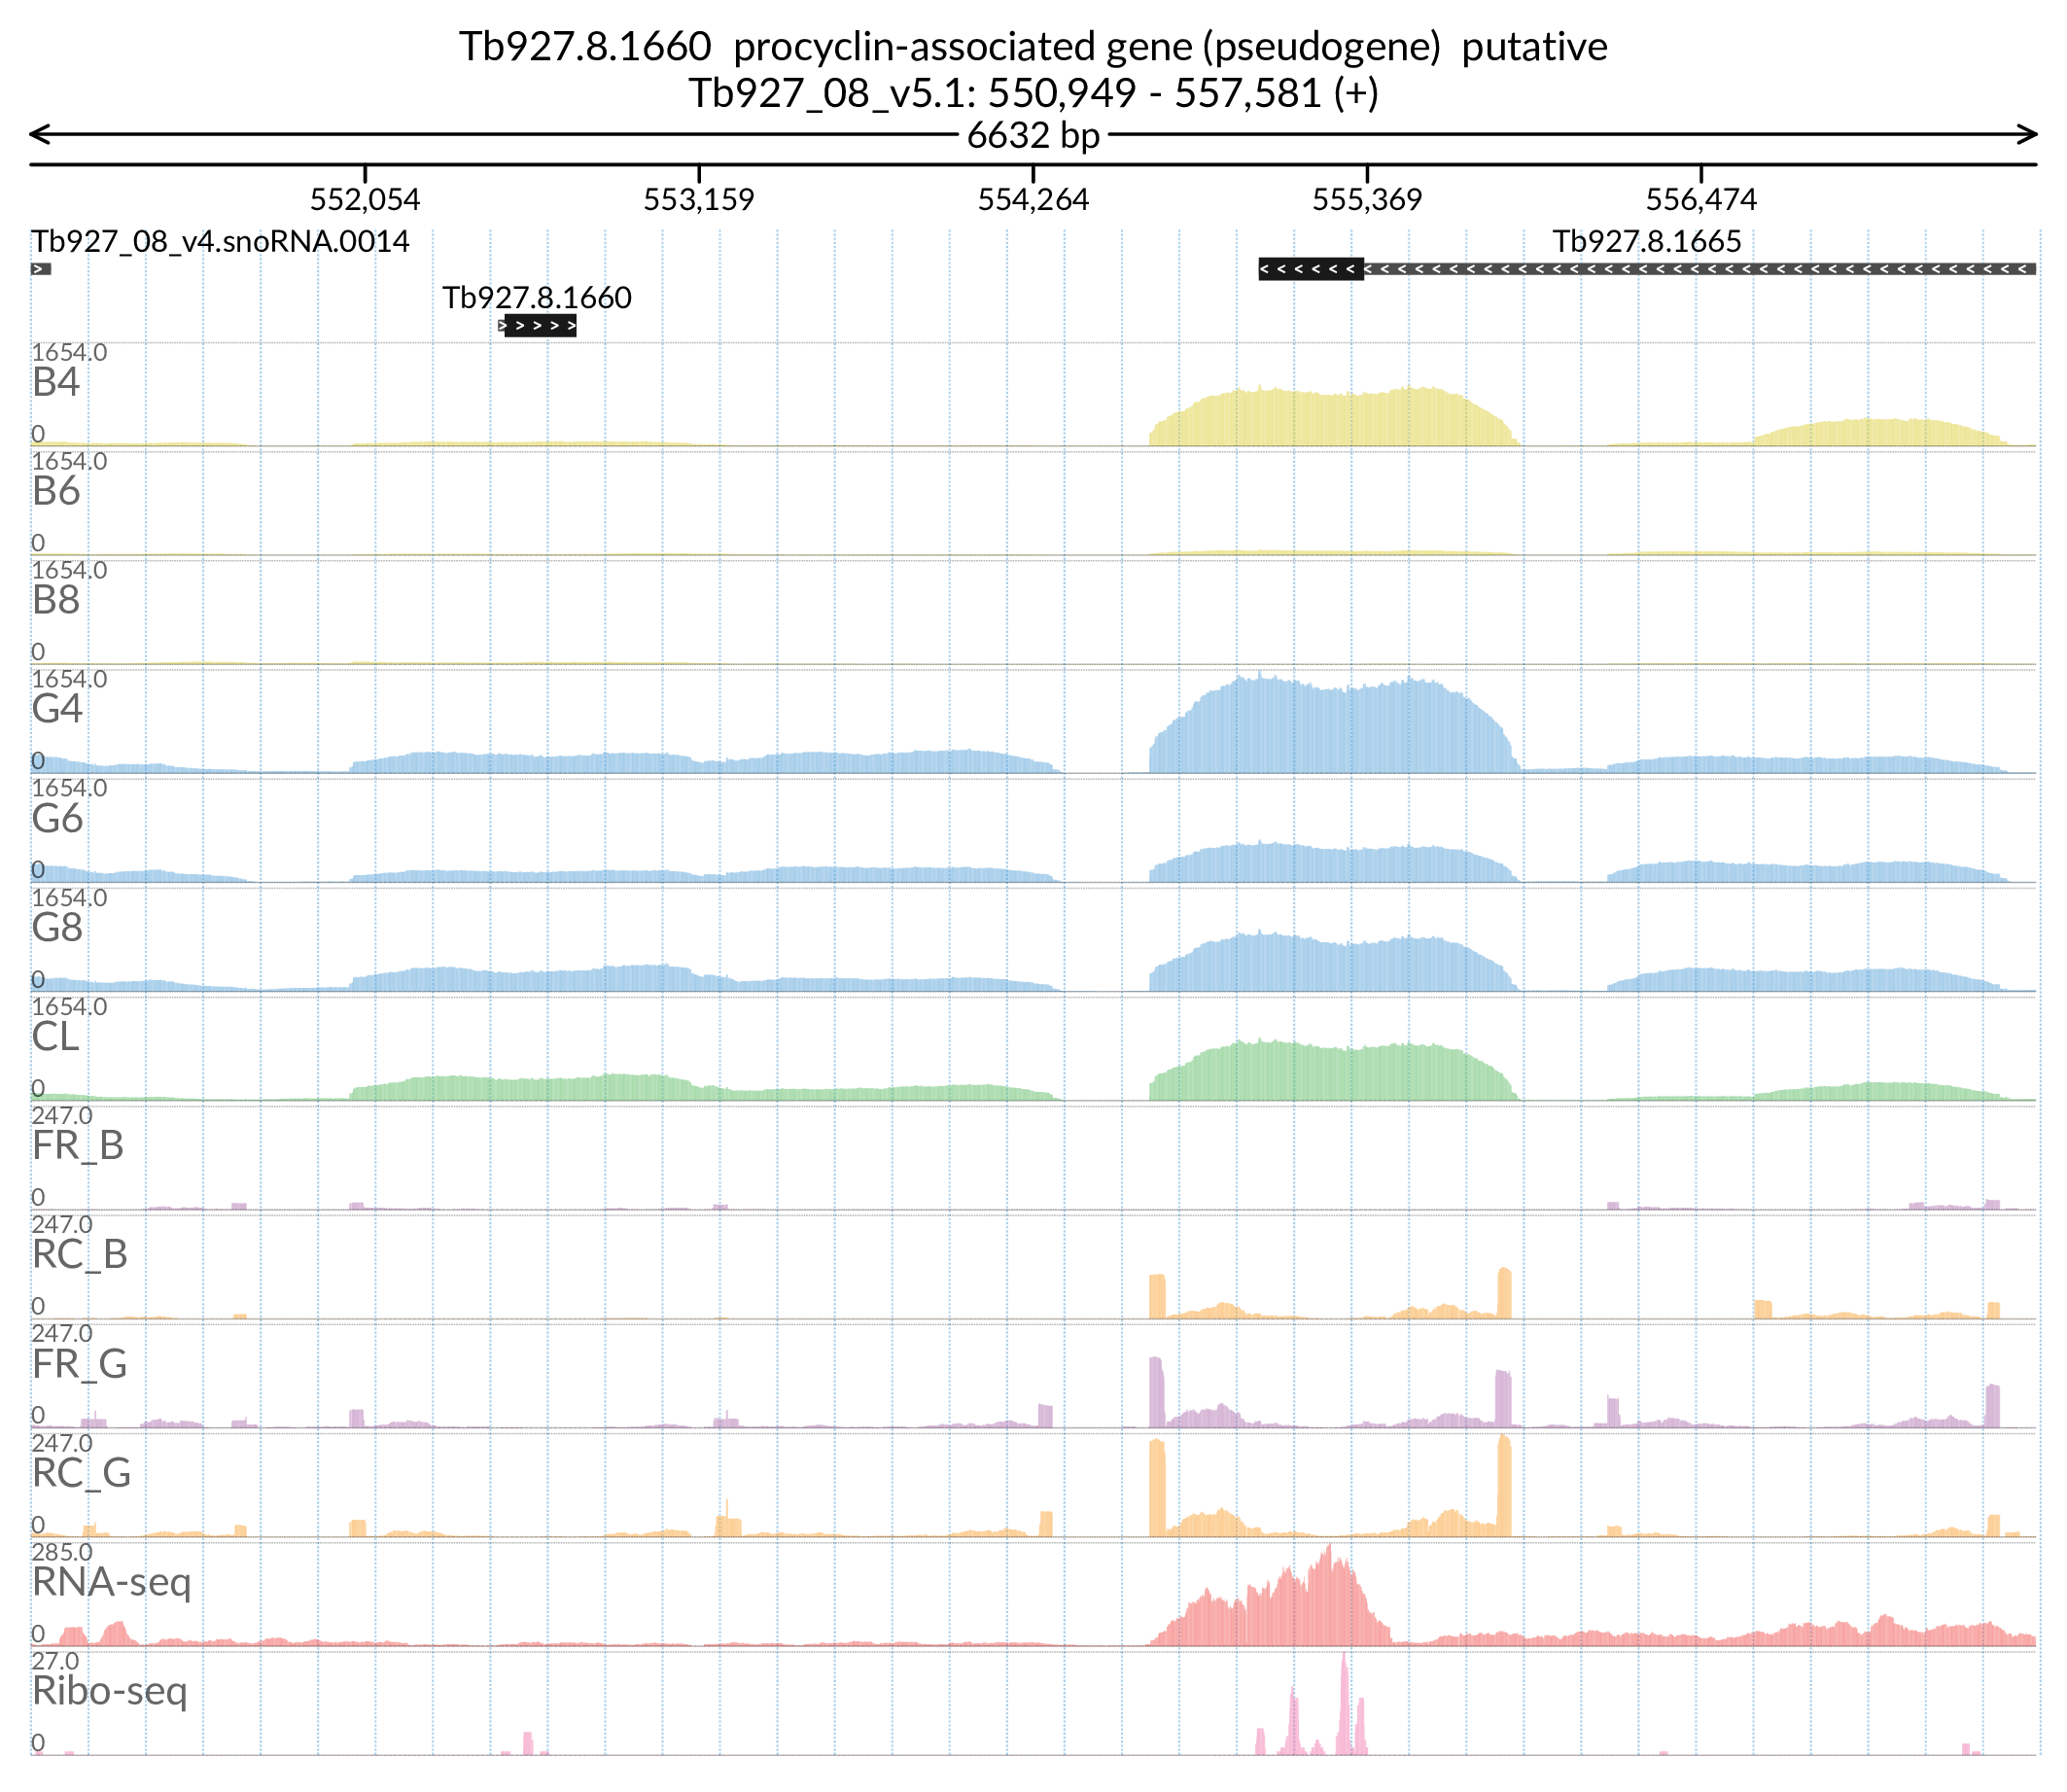 Tb927.8.1660 procyclin-associated gene (pseudogene) putative
Tb927_08_v5.1: 550,949 - 557,581 (+)
6632 bp
552,054 553,159 554,264 555,369 556,474
Tb927_08_v4.snoRNA.0014 Tb927.8.1665
Tb927.8.1660
1654.0
B4
0
1654.0
B6
0
1654.0
B8
0
1654.0
G4
0
1654.0
G6
0
1654.0
G8
0
1654.0
CL
0
247.0
FR_B
0
247.0
RC_B
0
247.0
FR_G
0
247.0
RC_G
0
285.0
RNA-seq
0
27.0
Ribo-seq
0